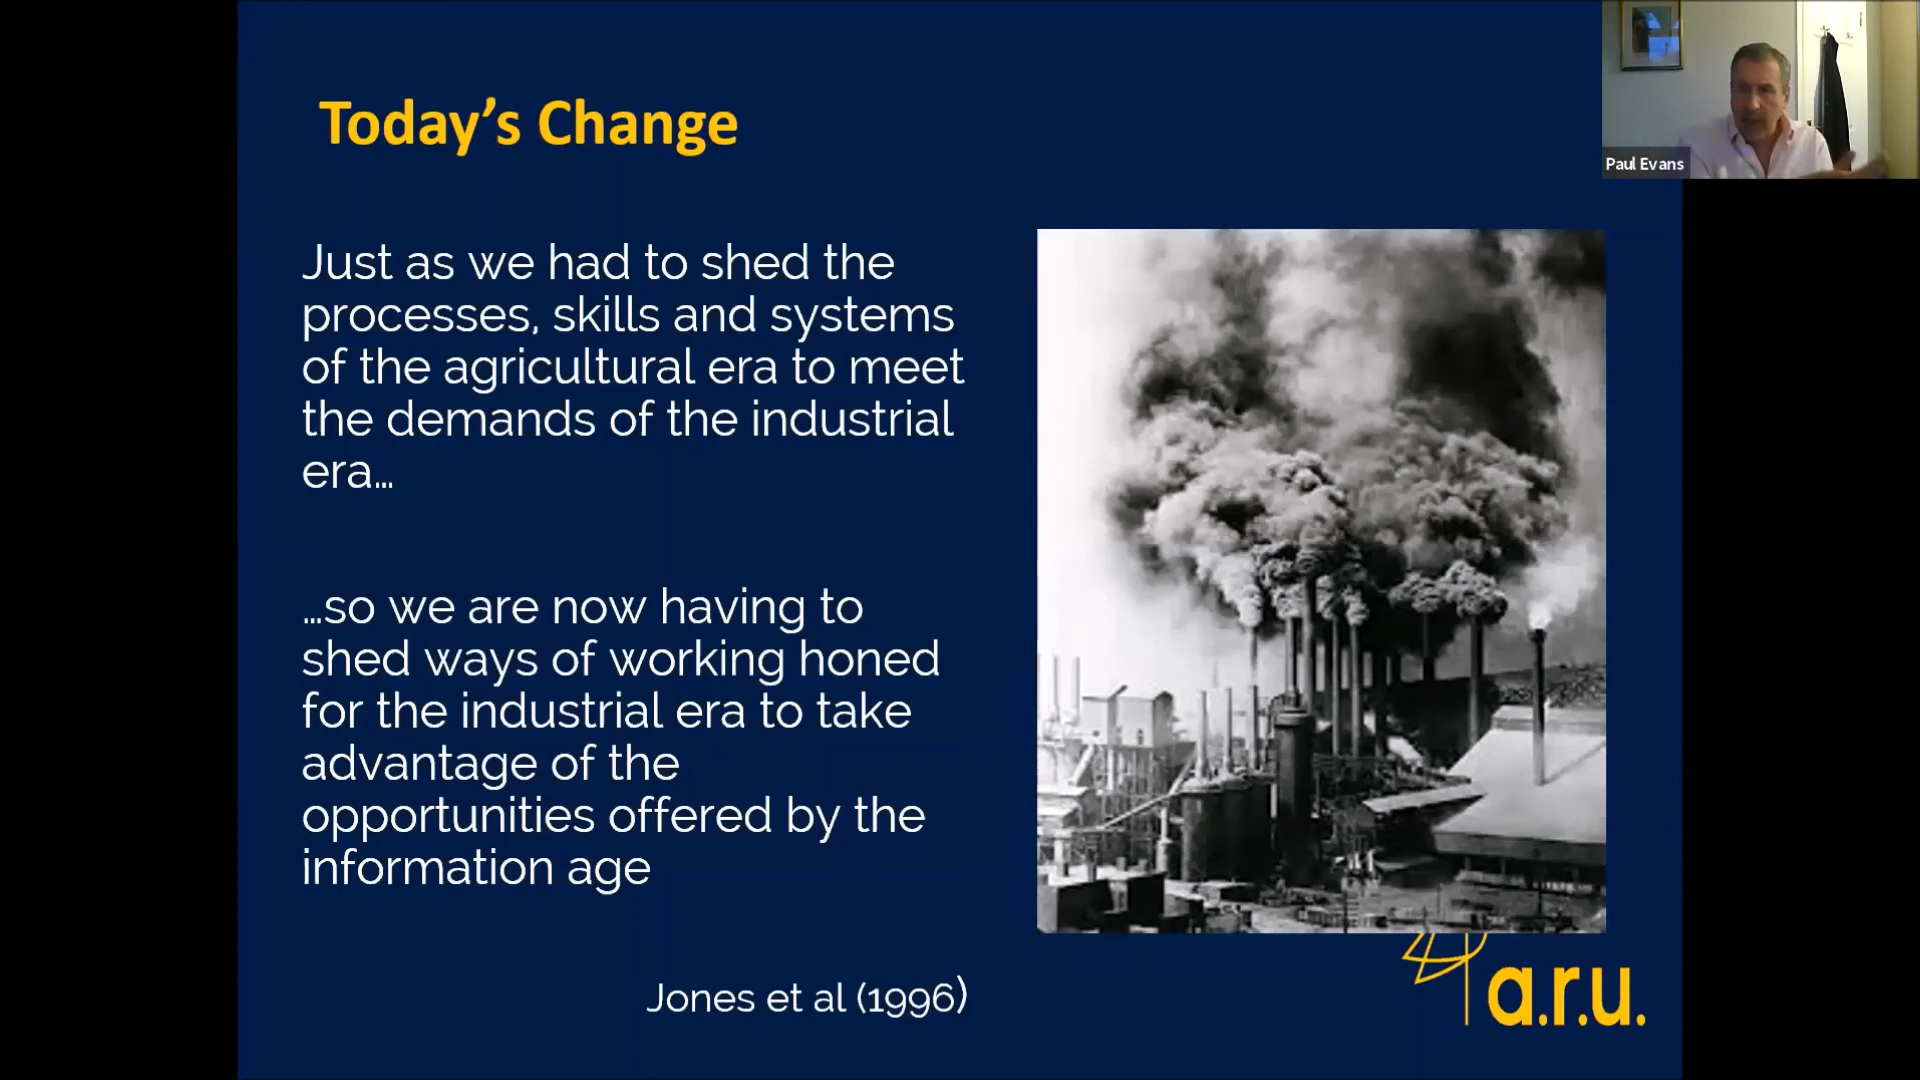 Today’s Change
Paul Evans
Just as we had to shed the
processes, skills and systems
of the agricultural era to meet
the demands of the industrial
era…
…so we are now having to
shed ways of working honed
for the industrial era to take
advantage of the
opportunities offered by the
information age
Jones et al (1996)
a.r.u.